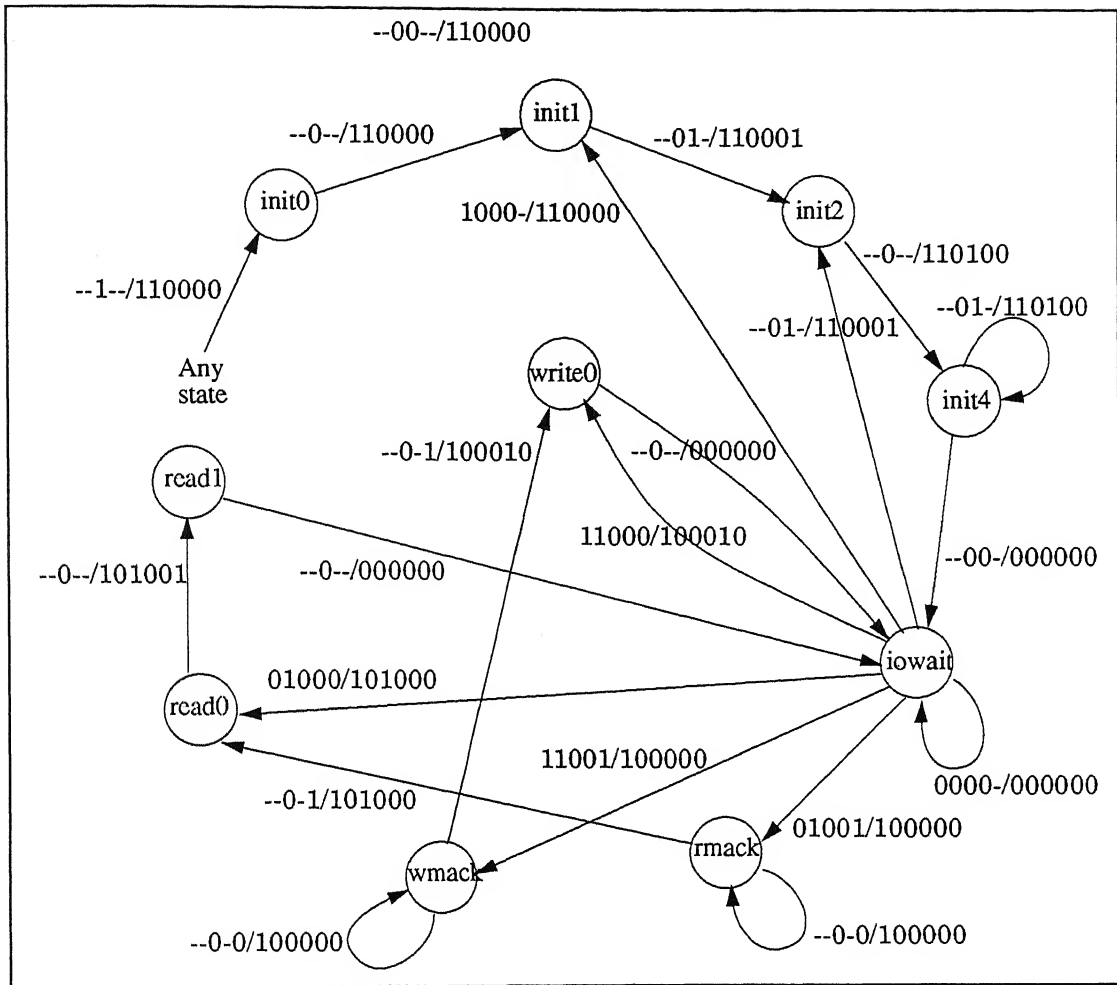 --00--/110000
init1
--0--/110000
--01-/110001
init0
init2
1000-/110000
--0--/110100
--1--/110000
--01-/110100
--01-/110001
Any
state
write0
init4
--0-1/100010
--0--/000000
read1
11000/100010
--0--/101001
--0--/000000
--00-/000000
iowait
01000/101000
read0
11001/100000
0000-/000000
--0-1/101000
01001/100000
rmack
wmack
--0-0/100000
--0-0/100000